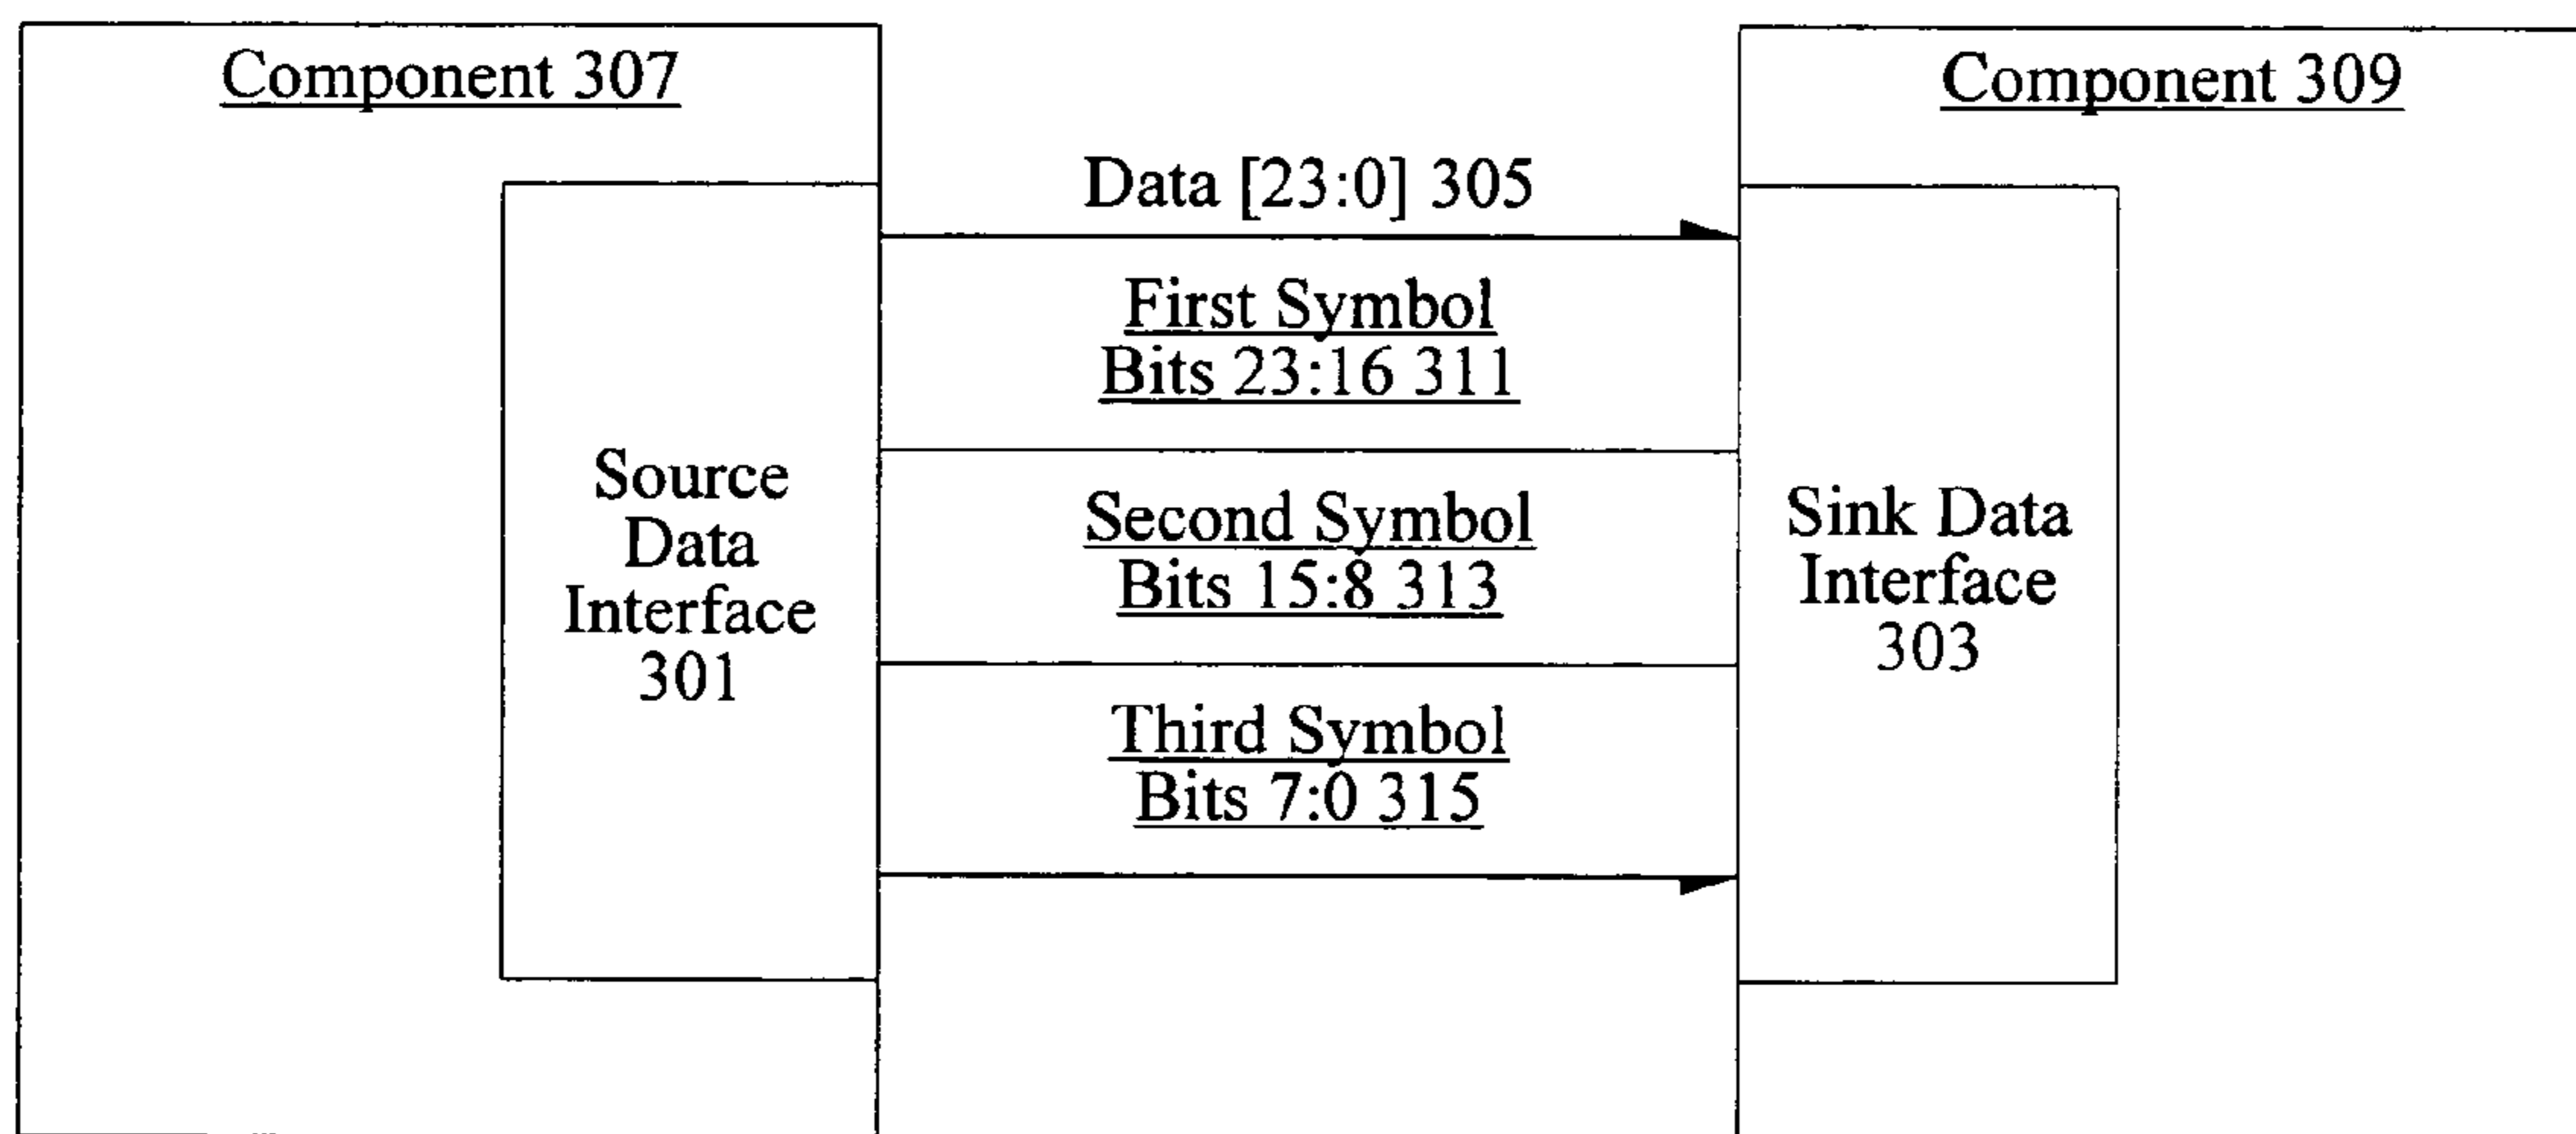 Component 307
Component 309
Data [23:0] 305
First Symbol
Bits 23:16 311
Second Symbol
Bits 15:8 313
Third Symbol
Bits 7:0 315
Source
Data
Interface
301
Sink Data
Interface
303